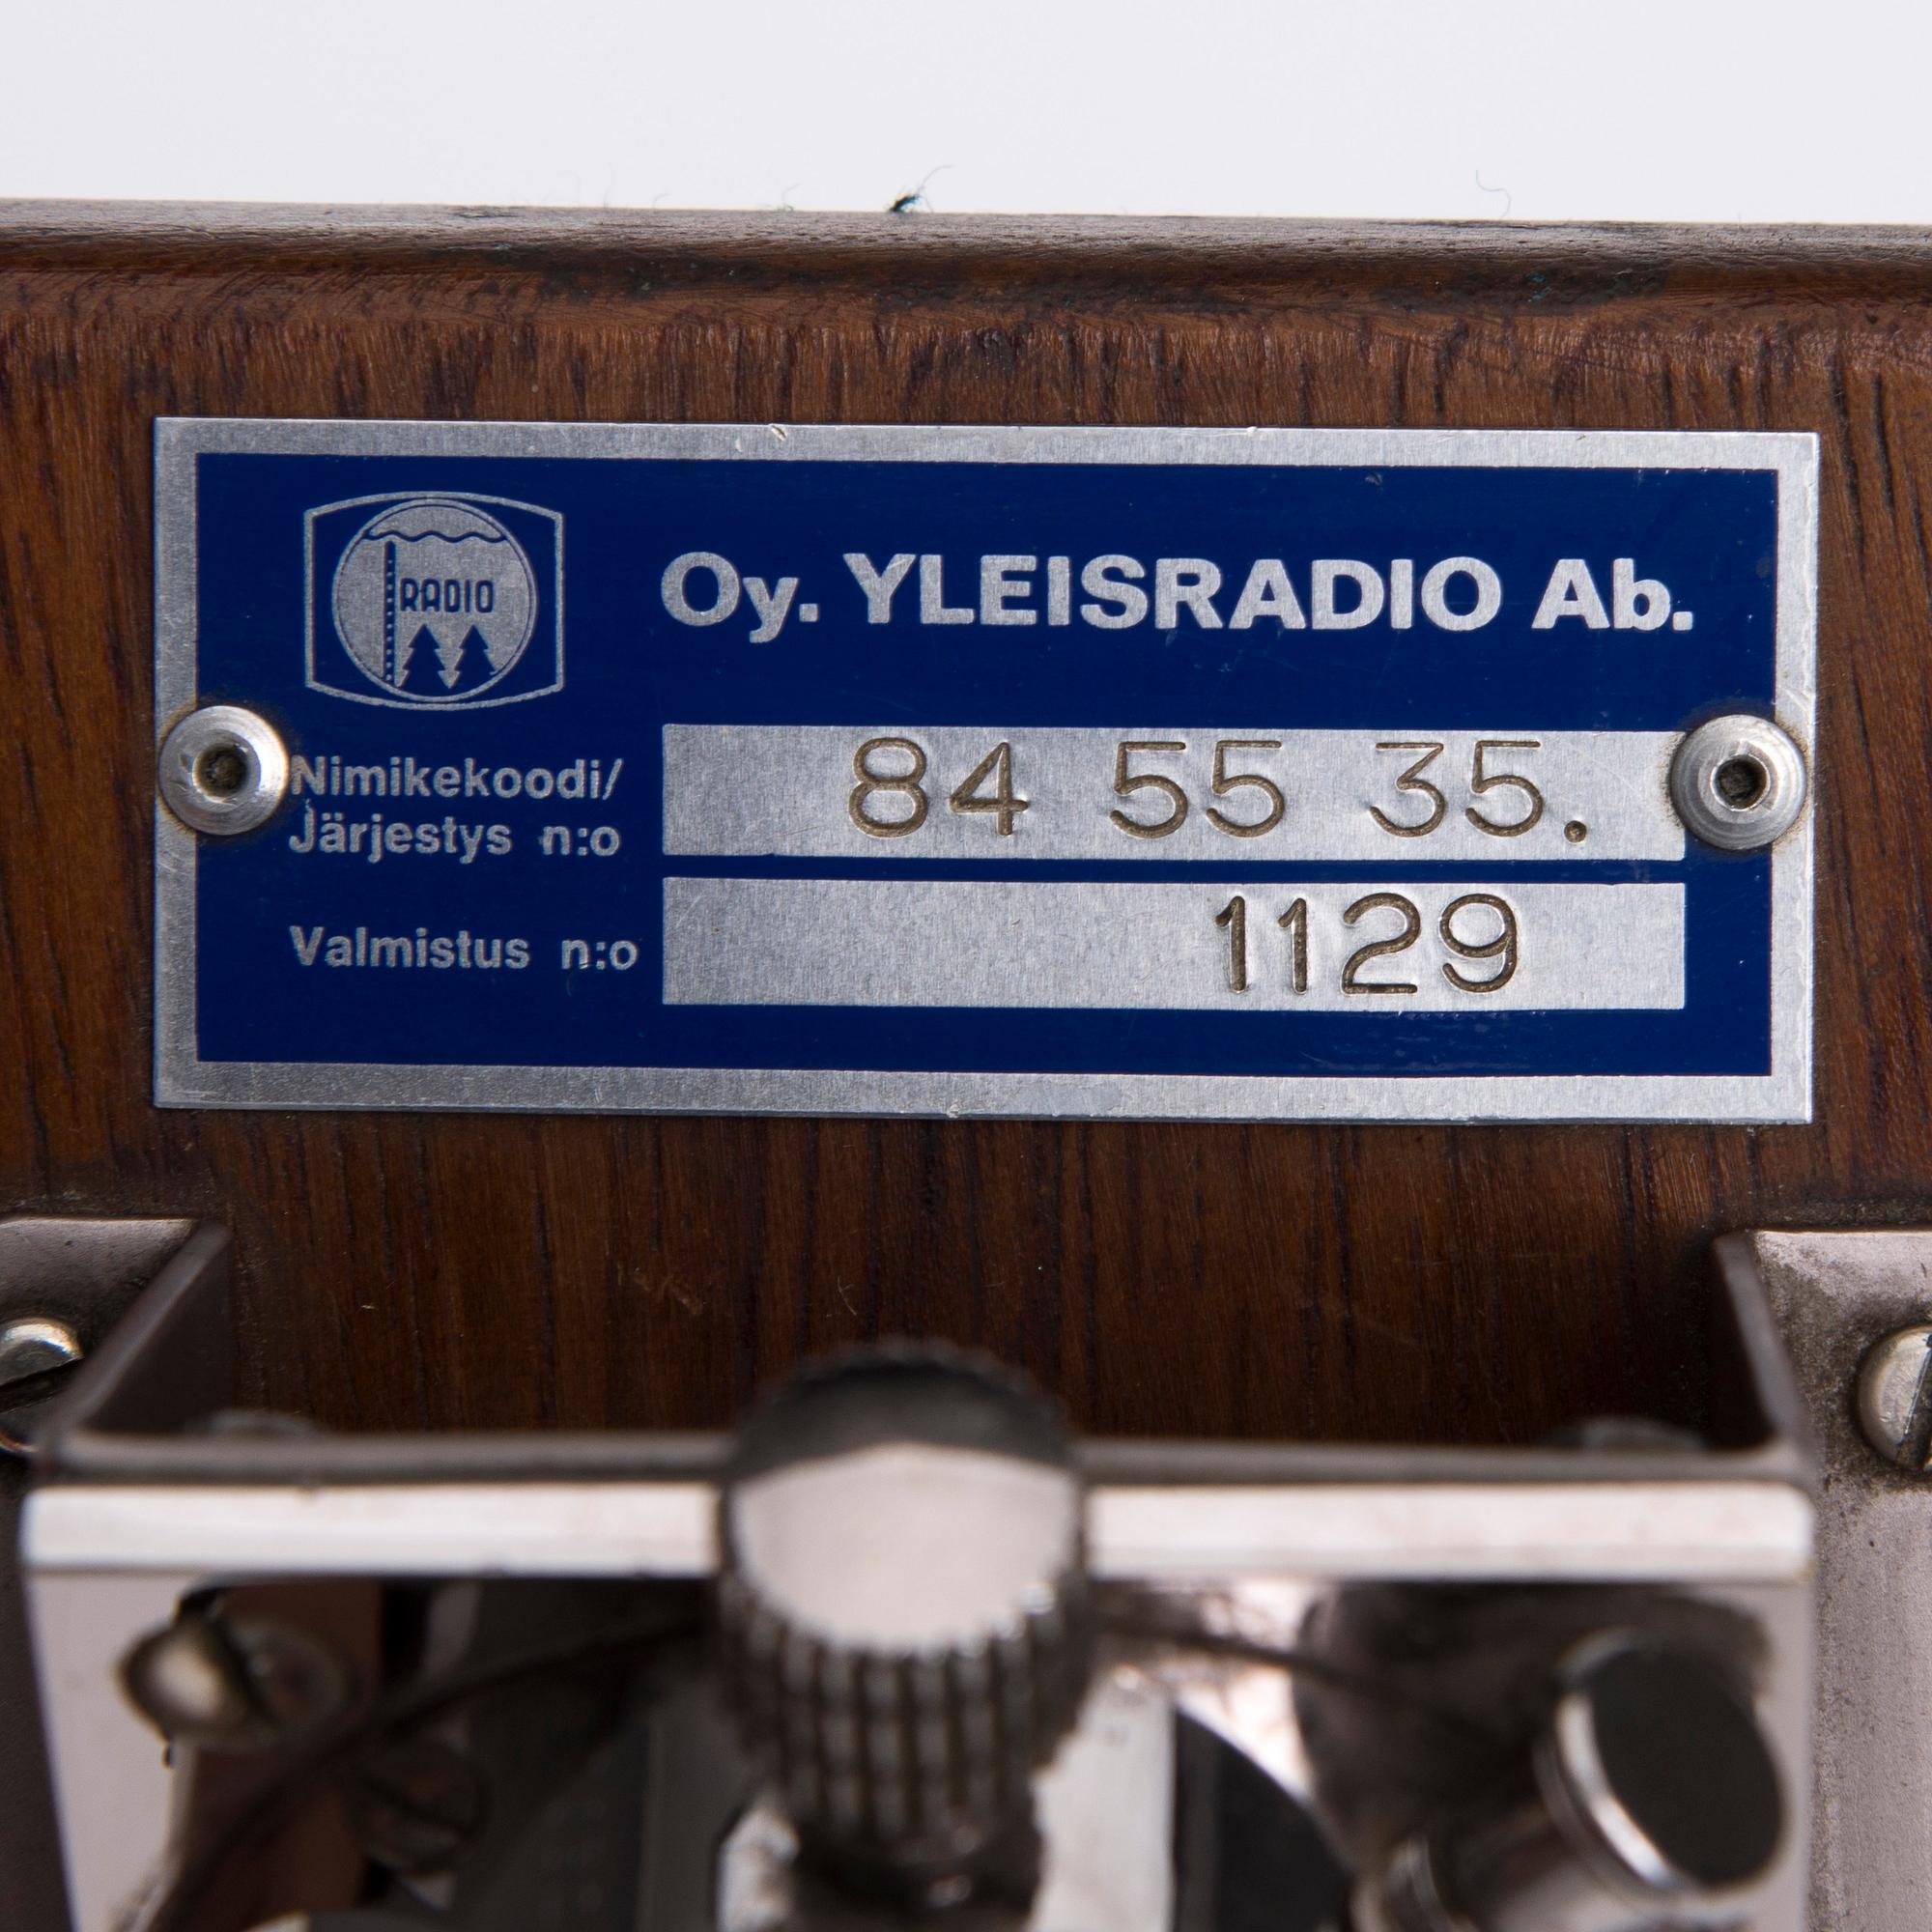 RADIO
Oy. YLEISRADIO Ab.
Nimikekoodi/
Järjestys n:o
84 55 35.
Valmistus n:o
1129